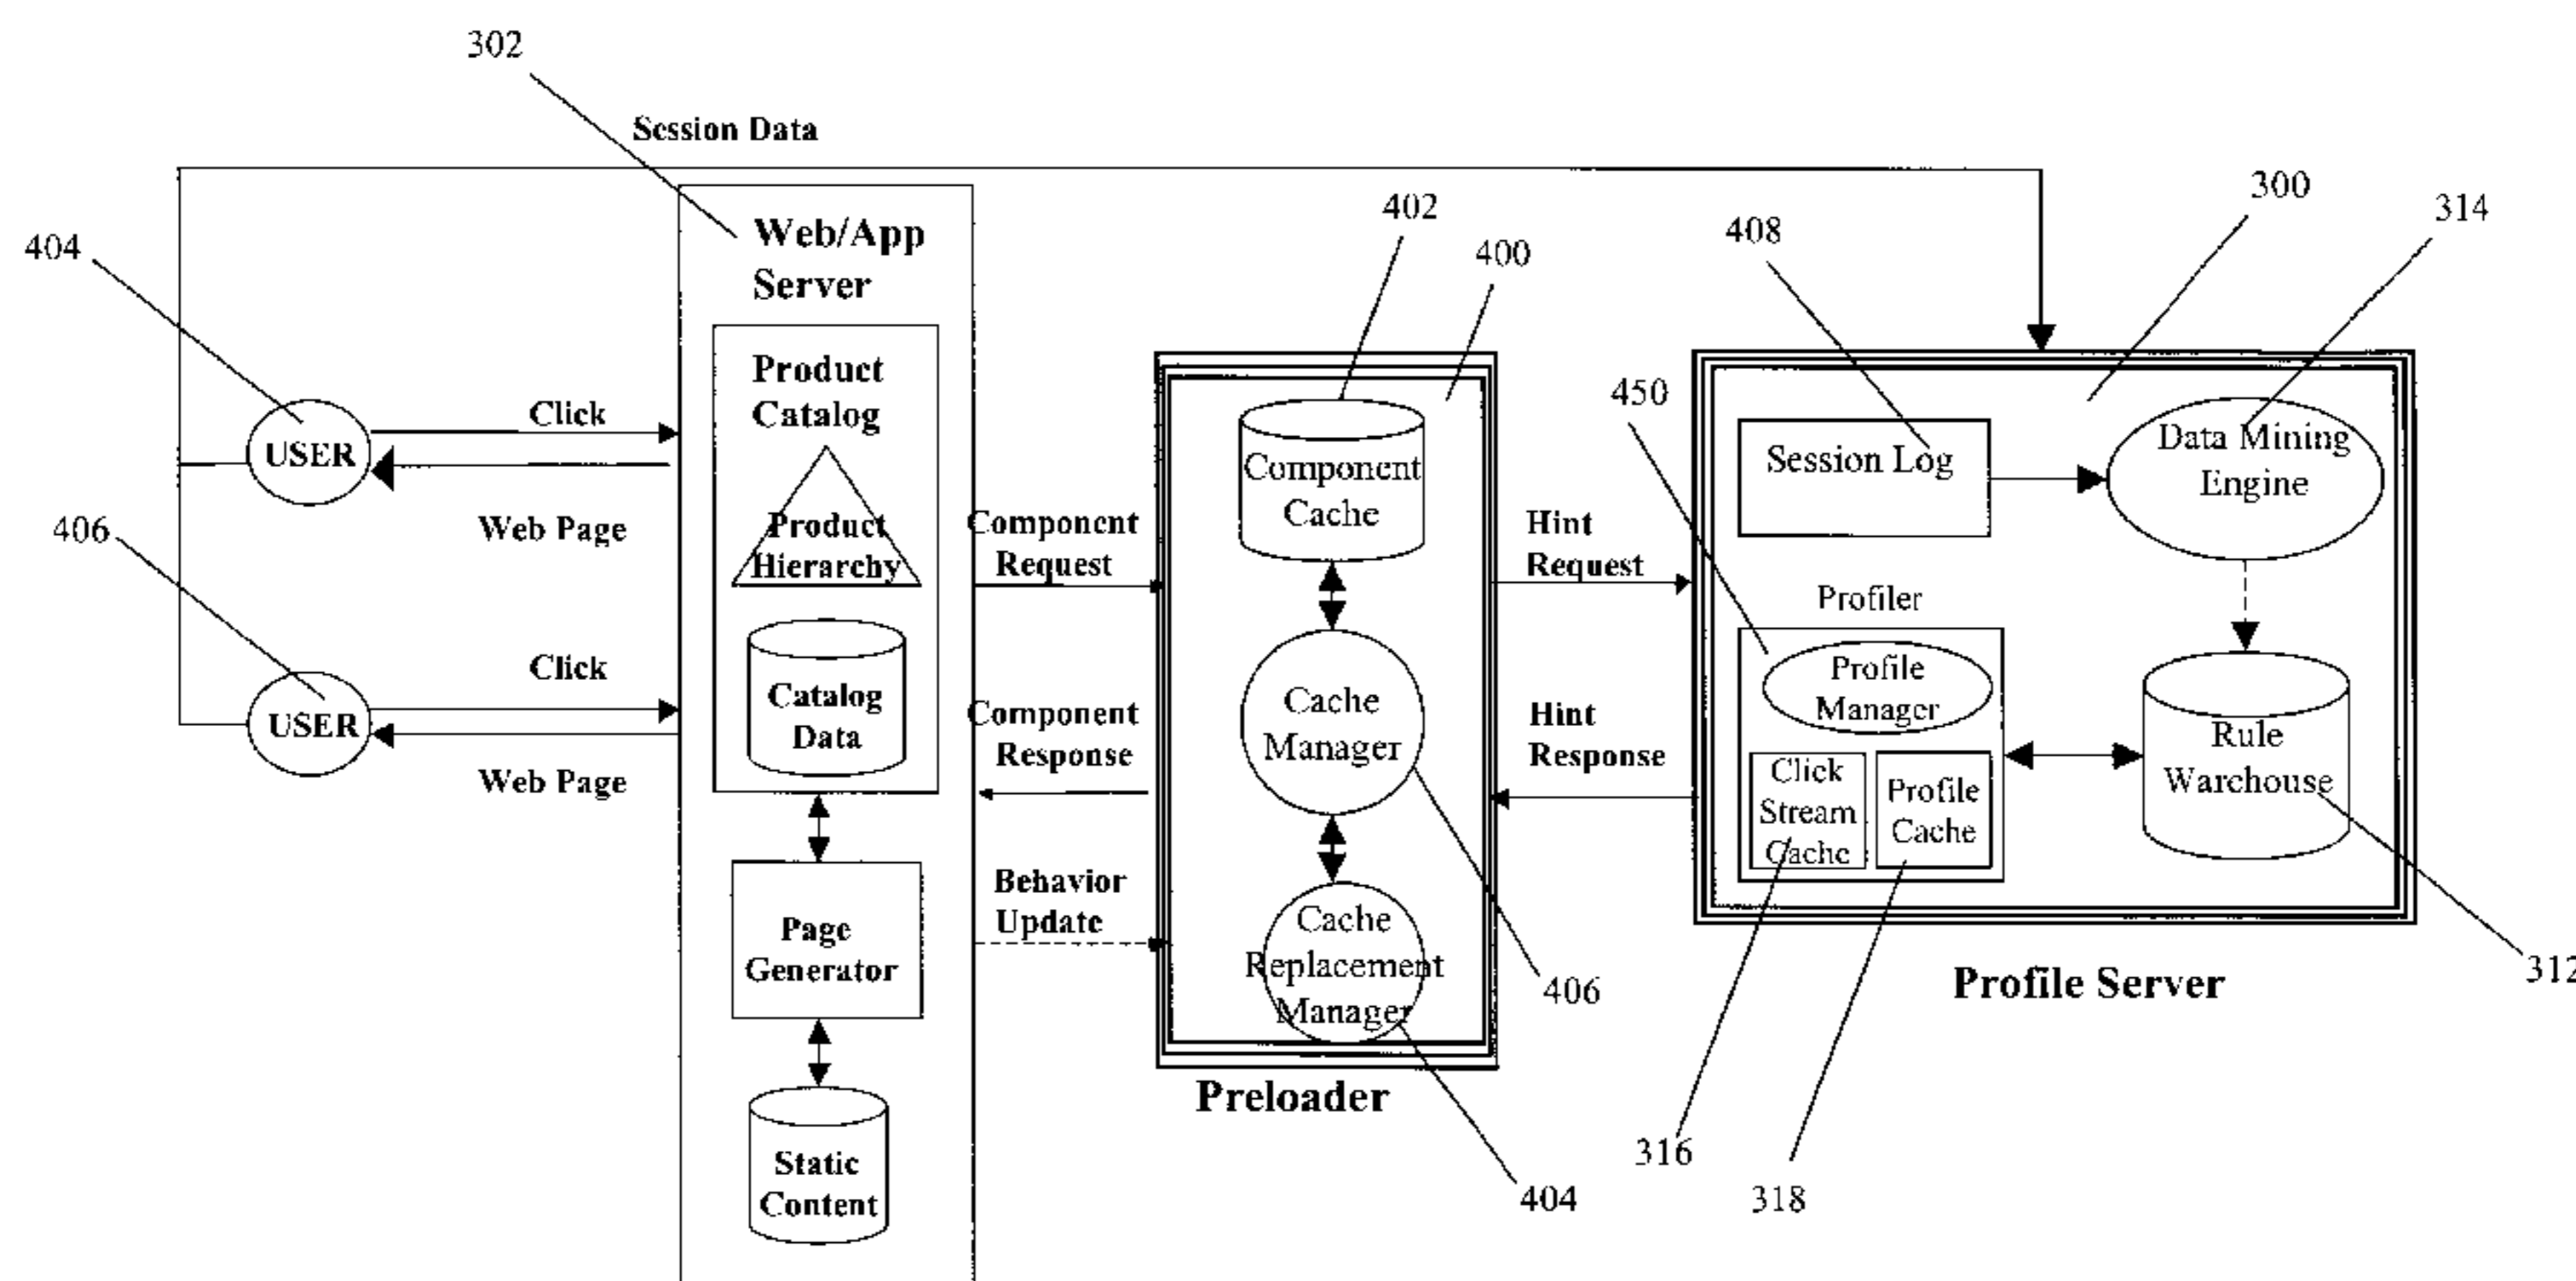 302
Session Data
404
406
USER
Click
Web Page
USER
Click
Web Page
Web/App
Server
Product
Catalog
Product
Hierarchy
Catalog
Data
Page
Generator
Static
Content
Component
Request
Component
Response
Behavior
Update
402
400
Component
Cache
Cache
Manager
Cache
Replacement
Manager
406
404
Preloader
Hint
Request
Hint
Response
408
300
314
450
Session Log
Data Mining
Engine
Profiler
Profile
Manager
Click
Stream
Cache
Profile
Cache
Rule
Warehouse
312
316
318
Profile Server